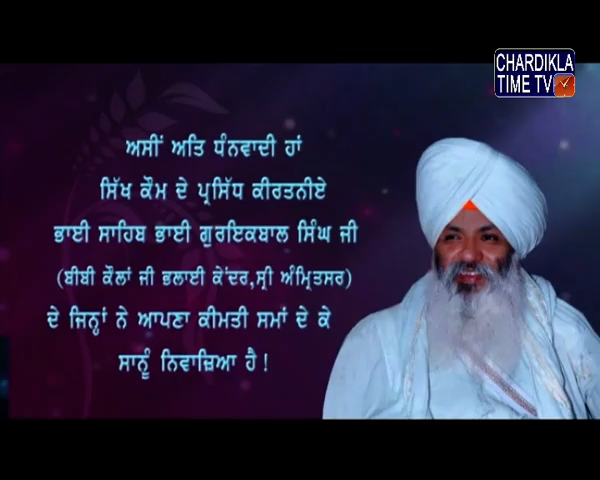 CHARDIKLA
TIME TV
ਅਸੀਂ ਅਤਿ ਧੰਨਵਾਦੀ ਹਾਂ
ਸਿੱਖ ਕੌਮ ਦੇ ਪ੍ਰਸਿੱਧ ਕੀਰਤਨੀਏ
ਭਾਈ ਸਾਹਿਬ ਭਾਈ ਗੁਰਇਕਬਾਲ ਸਿੰਘ ਜੀ
(ਬੀਬੀ ਕੌਲਾਂ ਜੀ ਭਲਾਈ ਕੇਂਦਰ,ਸ੍ਰੀ ਅੰਮ੍ਰਿਤਸਰ)
ਦੇ ਜਿਨ੍ਹਾਂ ਨੇ ਆਪਣਾ ਕੀਮਤੀ ਸਮਾਂ ਦੇ ਕੇ
ਸਾਨੂੰ ਨਿਵਾਜ਼ਿਆ ਹੈ!